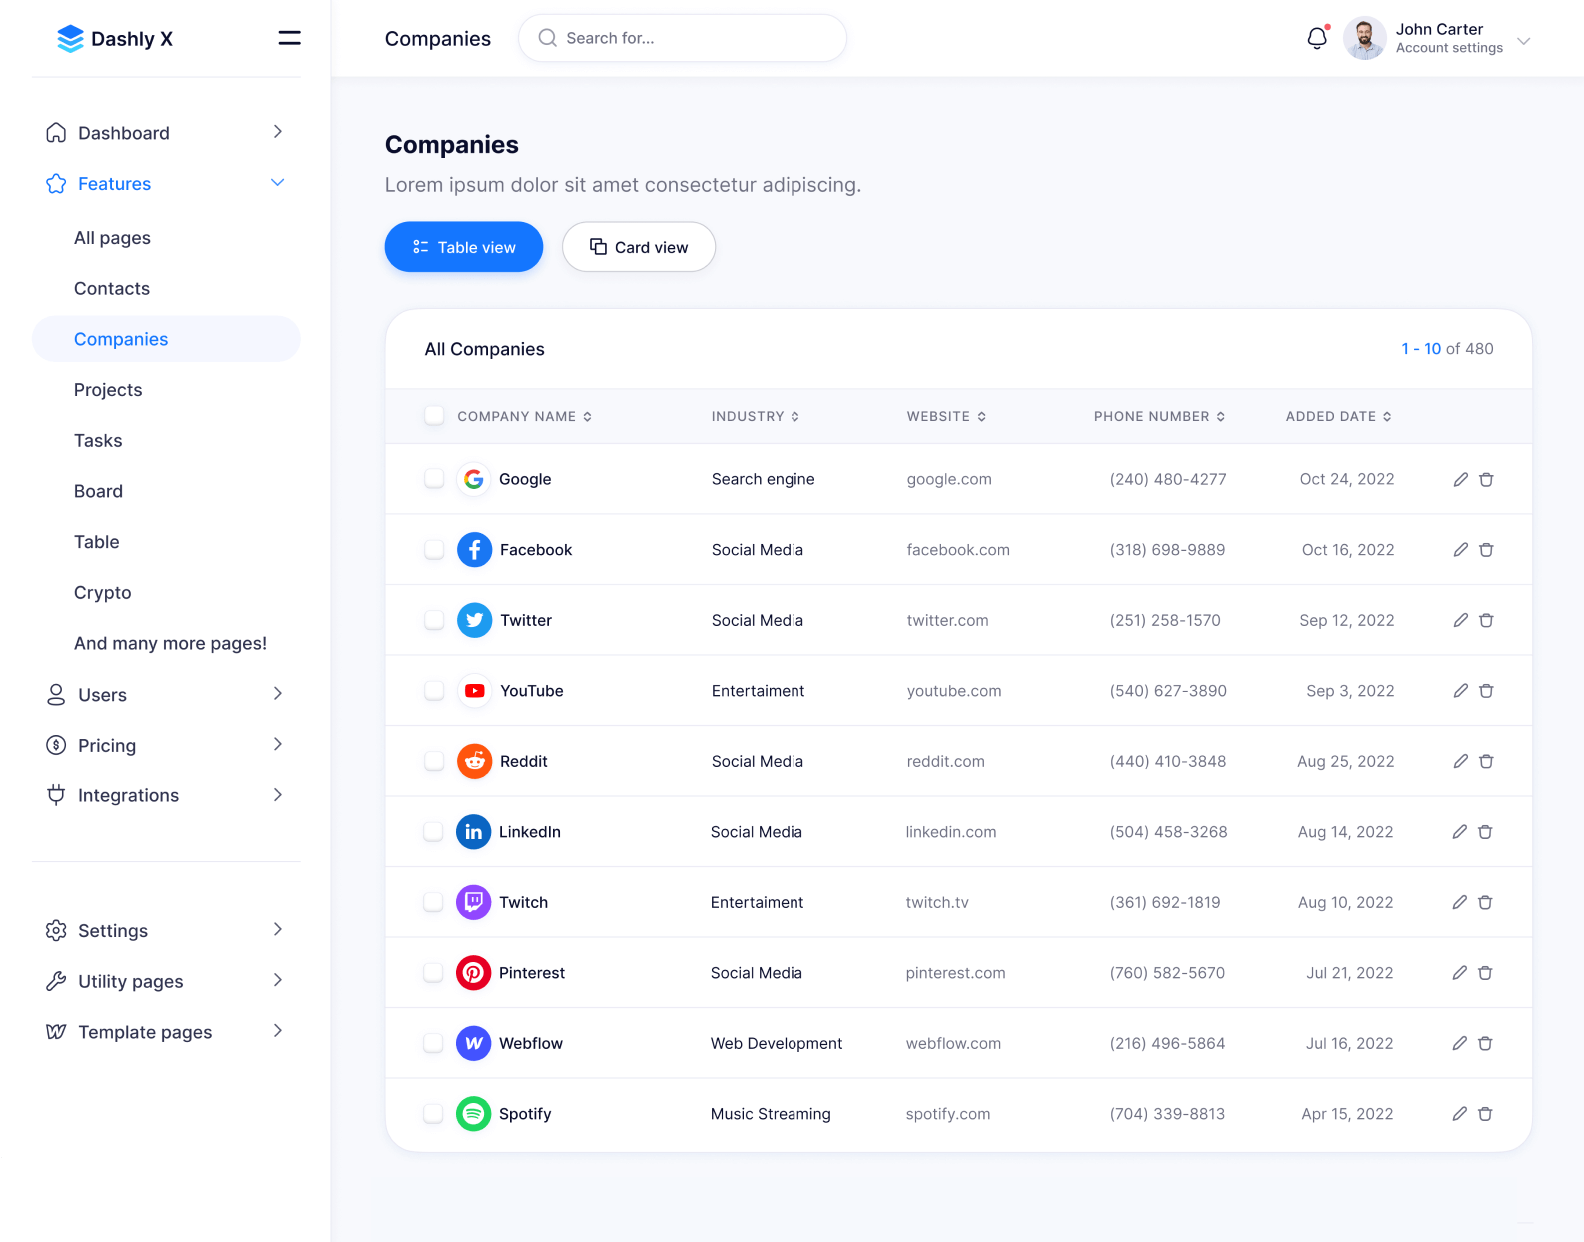 Dashly X
Companies
Search for...
John Carter
Account settings
Dashboard
Features
All pages
Contacts
Companies
Projects
Tasks
Board
Table
Crypto
And many more pages!
Users
Pricing
Integrations
Settings
Utility pages
Template pages
Companies
Lorem ipsum dolor sit amet consectetur adipiscing.
Table view
Card view
All Companies
1 - 10 of 480
COMPANY NAME INDUSTRY WEBSITE PHONE NUMBER ADDED DATE
Google Search engine google.com (240) 480-4277 Oct 24, 2022
Facebook Social Media facebook.com (318) 698-9889 Oct 16, 2022
Twitter Social Media twitter.com (251) 258-1570 Sep 12, 2022
YouTube Entertaiment youtube.com (540) 627-3890 Sep 3, 2022
Reddit Social Media reddit.com (440) 410-3848 Aug 25, 2022
LinkedIn Social Media linkedin.com (504) 458-3268 Aug 14, 2022
Twitch Entertaiment twitch.tv (361) 692-1819 Aug 10, 2022
Pinterest Social Media pinterest.com (760) 582-5670 Jul 21, 2022
Webflow Web Development webflow.com (216) 496-5864 Jul 16, 2022
Spotify Music Streaming spotify.com (704) 339-8813 Apr 15, 2022